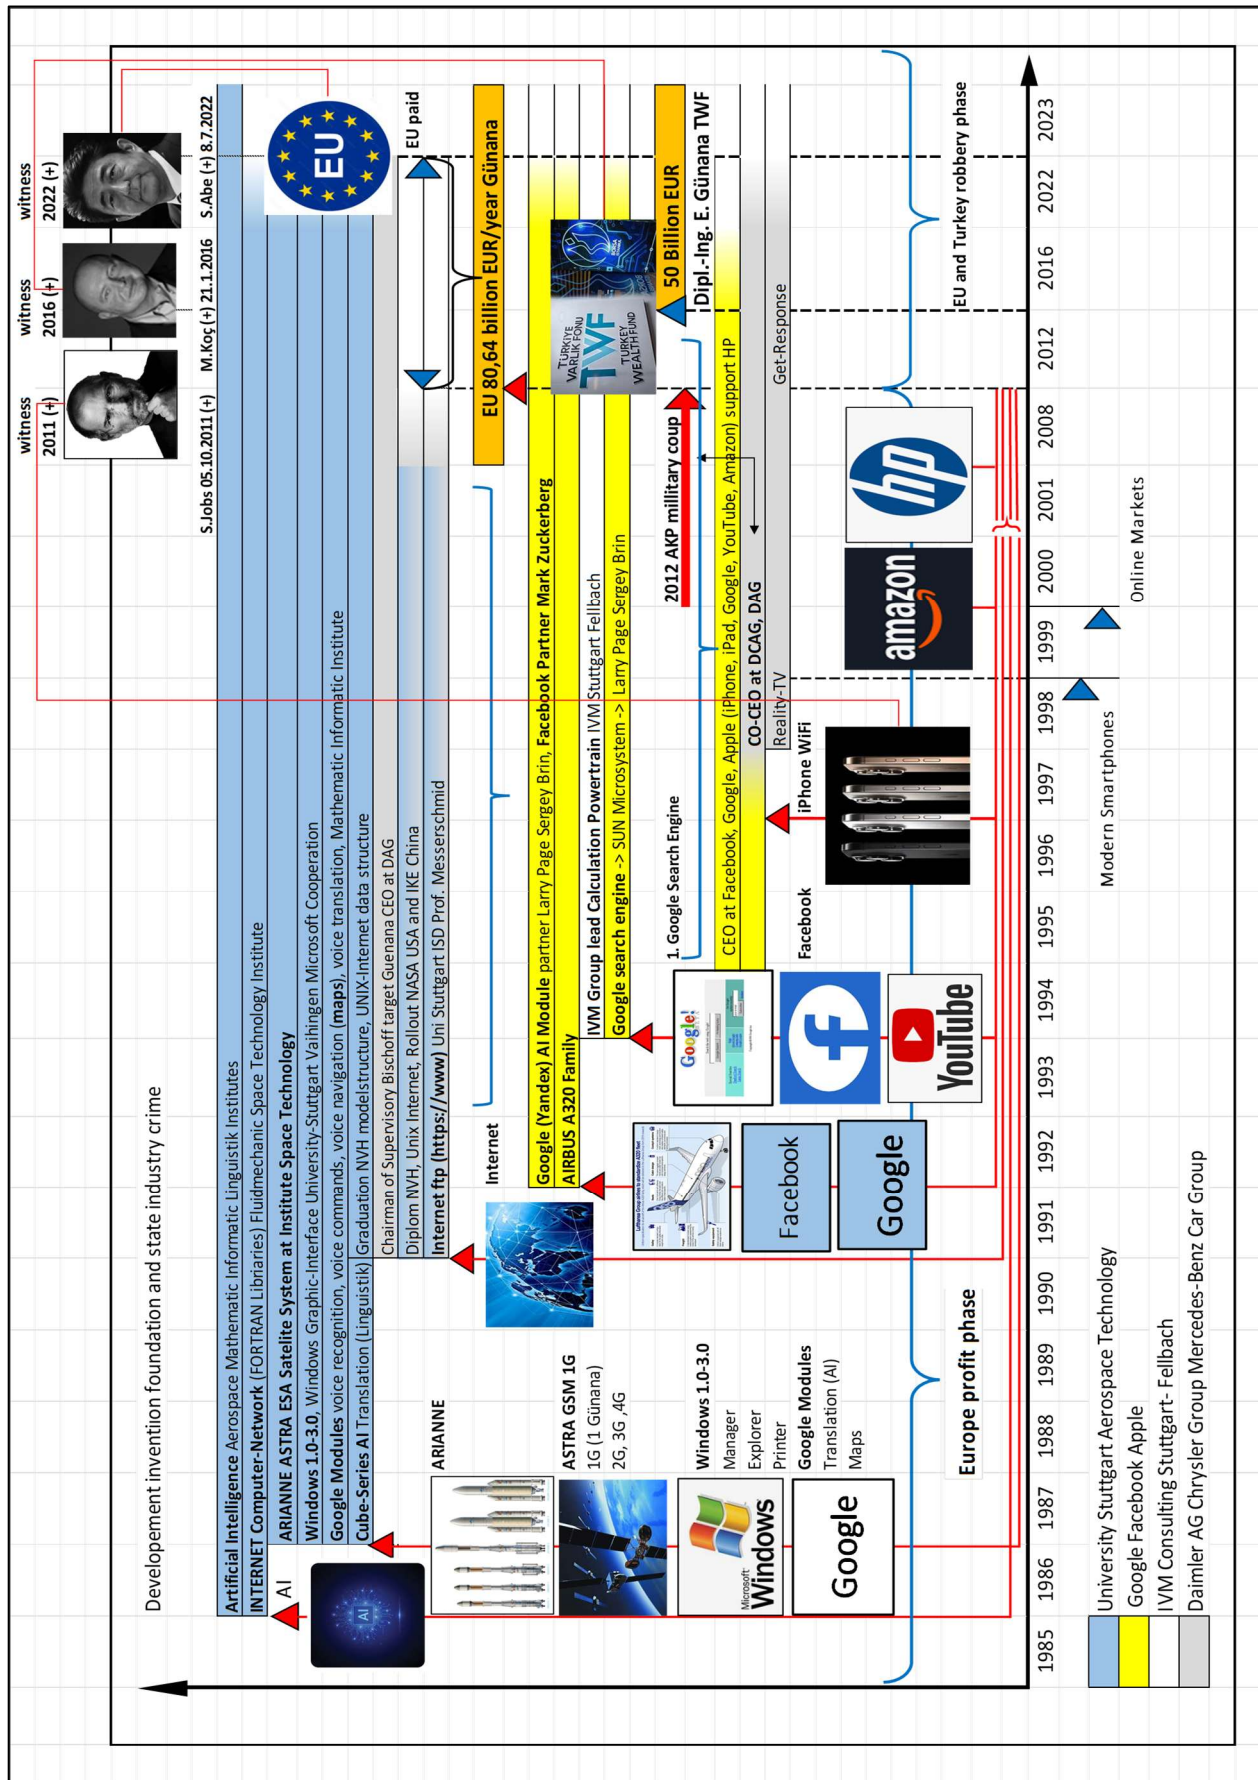 Developement invention foundation and state industry crime
witness
2011 (+)
witness
2016 (+)
witness
2022 (+)
S.Jobs 05.10.2011 (+)
M.Koç (+) 21.1.2016
S.Abe (+) 8.7.2022
Artificial Intelligence Aerospace Mathematic Informatic Linguistik Institutes
INTERNET Computer-Network (FORTRAN Libraries) Fluidmechanic Space Technology Institute
ARIANNE ASTRA ESA Satelite System at Institute Space Technology
Windows 1.0-3.0, Windows Graphic-Interface University-Stuttgart Vaihingen Microsoft Cooperation
Google Modules voice recognition, voice commands, voice navigation (maps), voice translation, Mathematic Informatic Institute
Cube-Series AI Translation (Linguistik) Graduation NVH modelstructure, UNIX-Internet data structure
Chairman of Supervisory Bischoff target Guenana CEO at DAG
Diplom NVH, Unix Internet, Rollout NASA USA and IKE China
Internet ftp (https://www) Uni Stuttgart ISD Prof. Messerschmid
AI
AI
EU
EU paid
EU 80,64 billion EUR/year Günana
Internet
Google (Yandex) AI Module partner Larry Page Sergey Brin, Facebook Partner Mark Zuckerberg
AIRBUS A320 Family
IVM Group lead Calculation Powertrain IVM Stuttgart Fellbach
Google search engine -> SUN Microsystem -> Larry Page Sergey Brin
TÜRKİYE
VARLIK FONU
TWF
TURKEY
WEALTH FUND
50 Billion EUR
Dipl.-Ing. E. Günana TWF
2012 AKP millitary coup
1. Google Search Engine
CEO at Facebook, Google, Apple (iPhone, iPad, Google, YouTube, Amazon) support HP
CO-CEO at DCAG, DAG
Reality-TV
Get-Response
ARIANNE
ASTRA GSM 1G
1G (1 Günana)
2G, 3G ,4G
Windows 1.0-3.0
Manager
Explorer
Printer
Google Modules
Translation (AI)
Maps
Microsoft
Windows
Google
Facebook
Google
Google!
Facebook
YouTube
iPhone WiFi
amazon
hp
Europe profit phase
EU and Turkey robbery phase
1985
1986
1987
1988
1989
1990
1991
1992
1993
1994
1995
1996
1997
1998
1999
2000
2001
2008
2012
2016
2022
2023
Modern Smartphones
Online Markets
University Stuttgart Aerospace Technology
Google Facebook Apple
IVM Consulting Stuttgart- Fellbach
Daimler AG Chrysler Group Mercedes-Benz Car Group